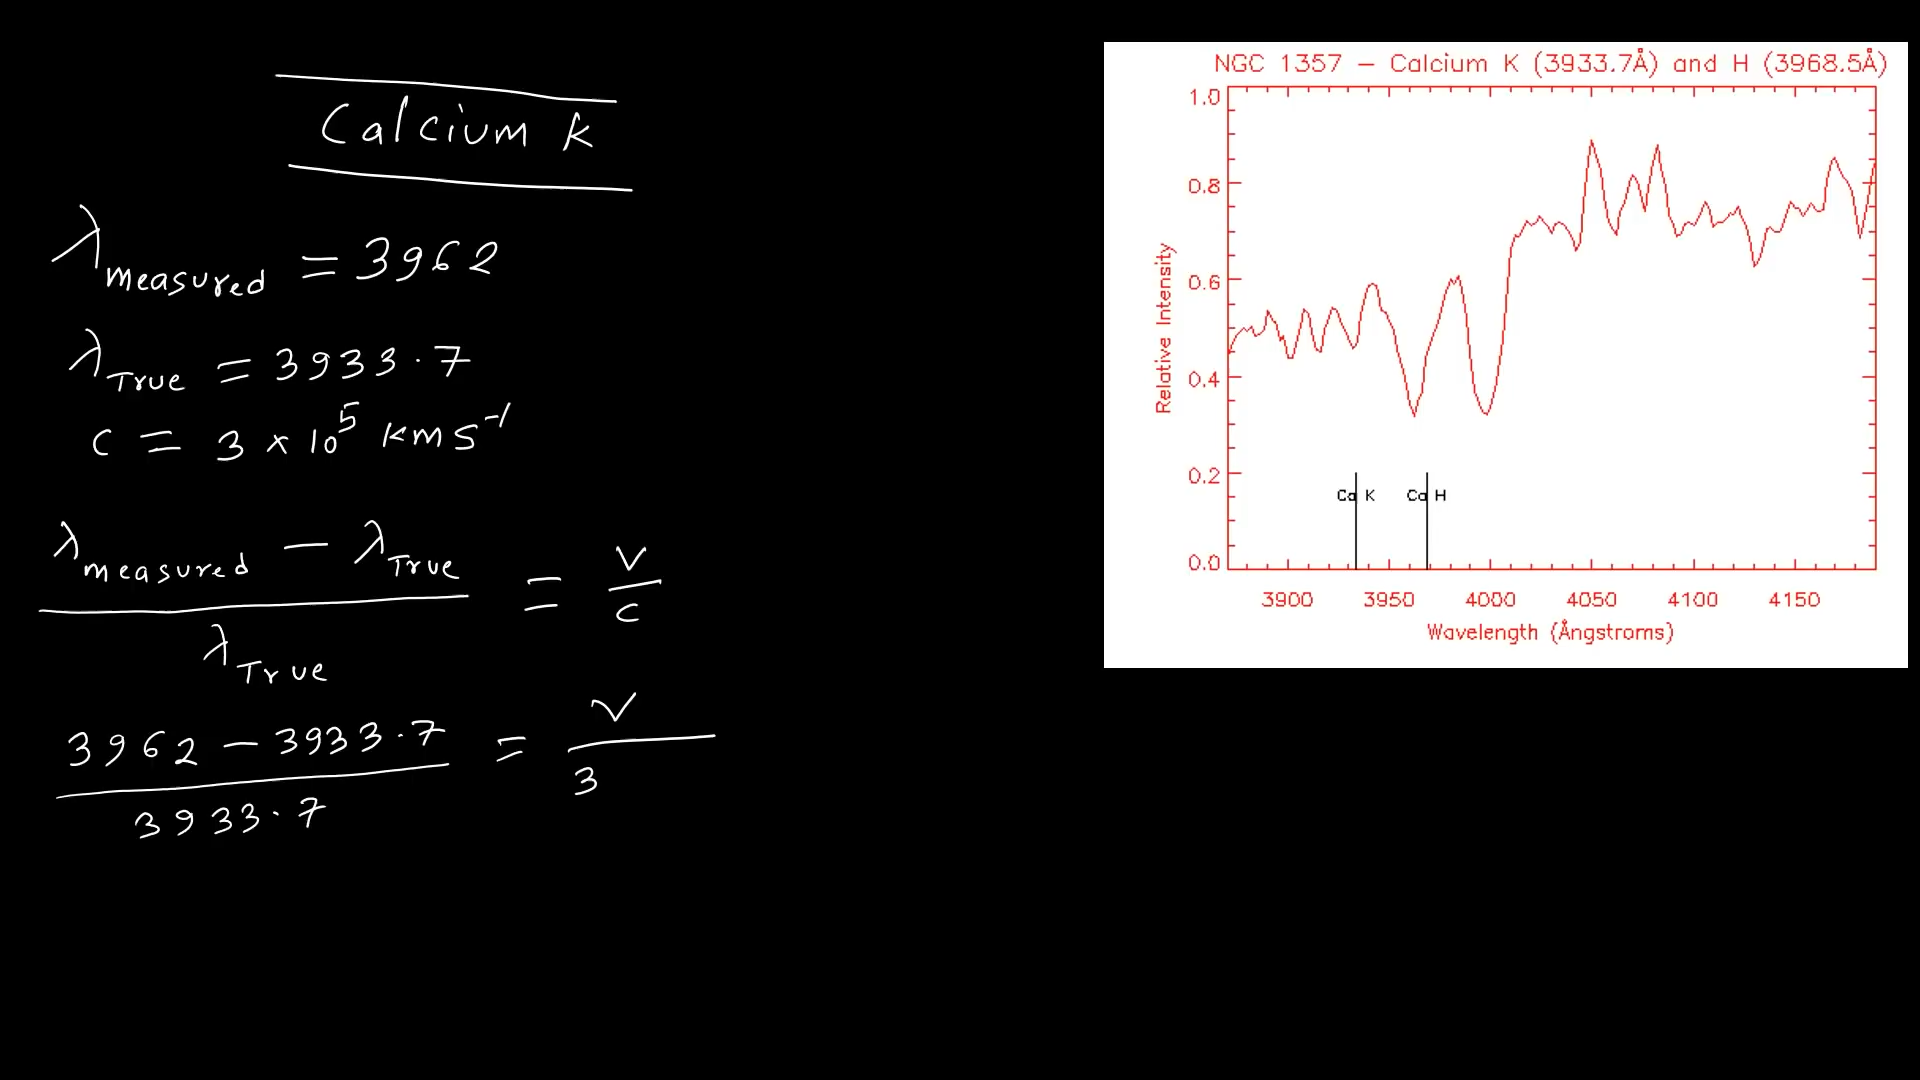 Calcium k
λmeasured = 3962
λTrue = 3933.7
c = 3 × 10^5 kms^-1
λmeasured − λTrue / λTrue = v / c
3962 − 3933.7 / 3933.7 = v / 3
NGC 1357 − Calcium K (3933.7Å) and H (3968.5Å)
Relative Intensity
1.0
0.8
0.6
0.4
0.2
0.0
Ca K Ca H
3900 3950 4000 4050 4100 4150
Wavelength (Ångstroms)